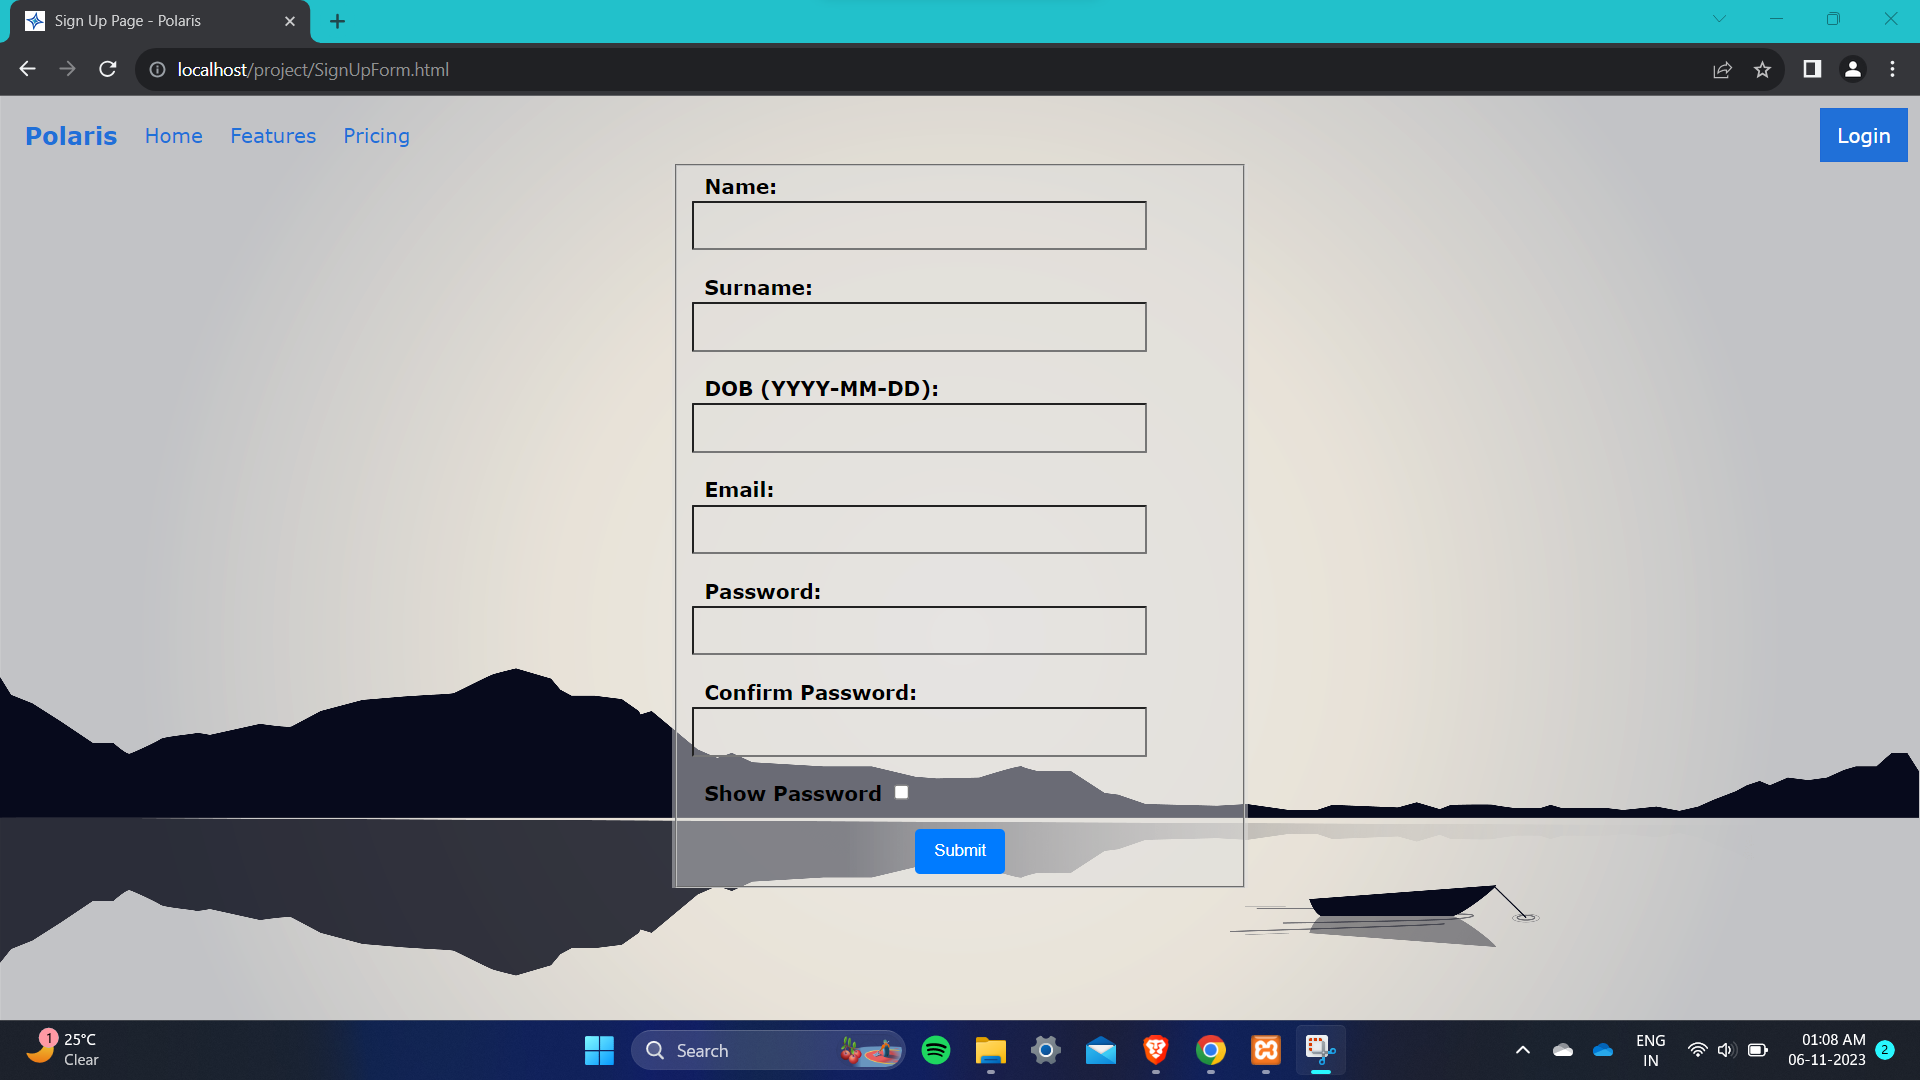 Sign Up Page - Polaris
localhost/project/SignUpForm.html
Polaris Home Features Pricing Login
Name:
Surname:
DOB (YYYY-MM-DD):
Email:
Password:
Confirm Password:
Show Password
Submit
1
25°C
Clear
Search
ENG
IN
01:08 AM
06-11-2023
2